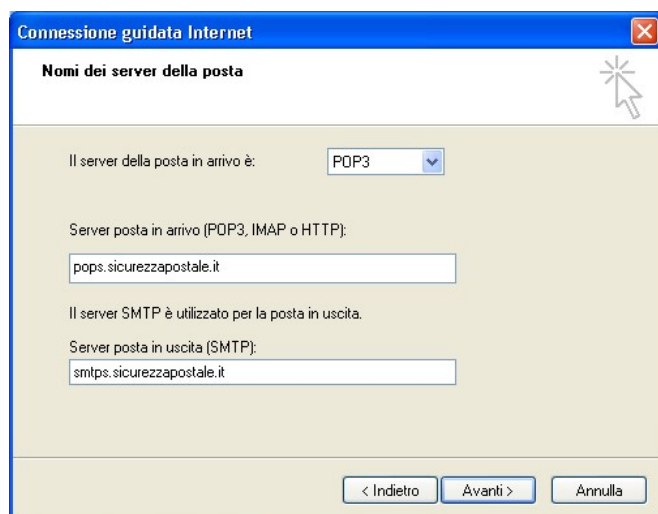 Connessione guidata Internet
Nomi dei server della posta
Il server della posta in arrivo è:
POP3
Server posta in arrivo (POP3, IMAP o HTTP):
pops.sicurezzapostale.it
Il server SMTP è utilizzato per la posta in uscita.
Server posta in uscita (SMTP):
smtps.sicurezzapostale.it
< Indietro
Avanti >
Annulla